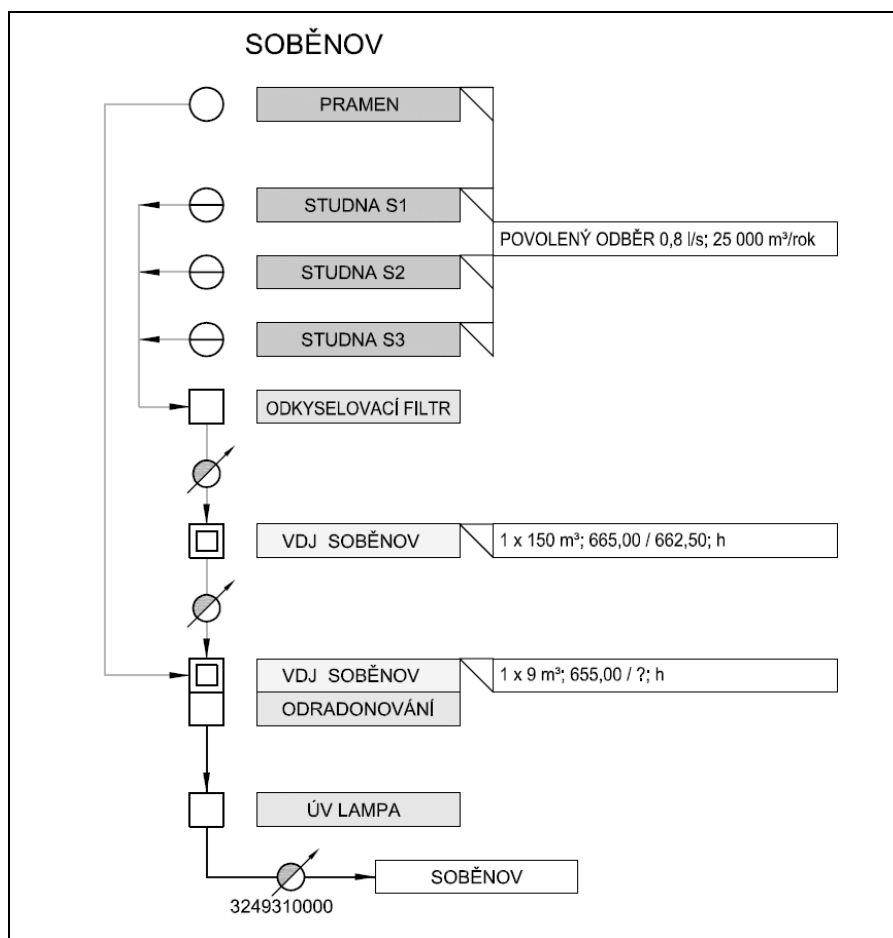 SOBĚNOV
PRAMEN
STUDNA S1
POVOLENÝ ODBĚR 0,8 l/s; 25 000 m³/rok
STUDNA S2
STUDNA S3
ODKYSELOVACÍ FILTR
VDJ SOBĚNOV
1 x 150 m³; 665,00 / 662,50; h
VDJ SOBĚNOV
1 x 9 m³; 655,00 / ?; h
ODRADONOVÁNÍ
ÚV LAMPA
SOBĚNOV
3249310000